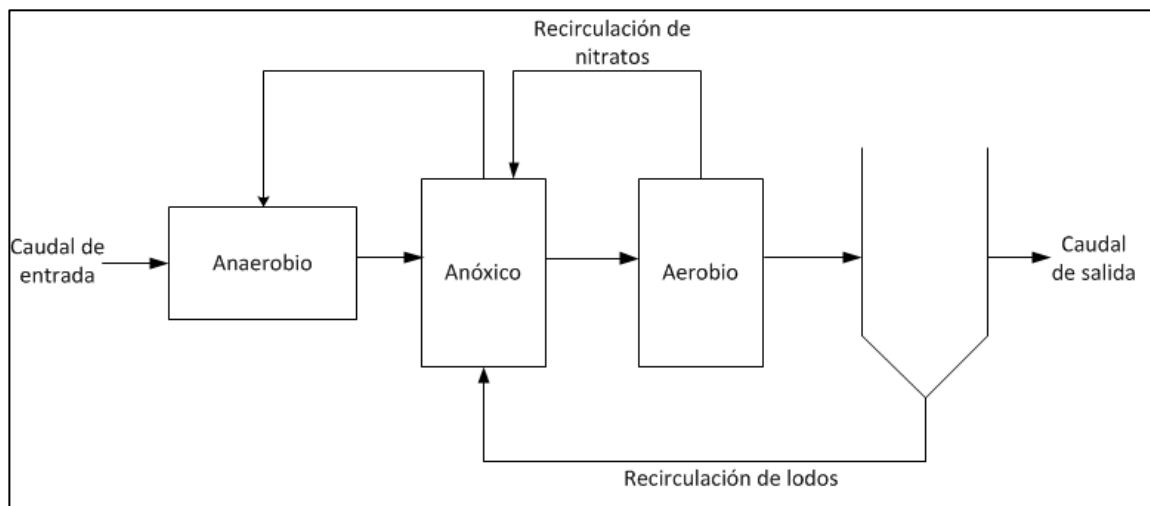 Recirculación de
nitratos
Caudal de
entrada
Anaerobio
Anóxico
Aerobio
Caudal
de salida
Recirculación de lodos